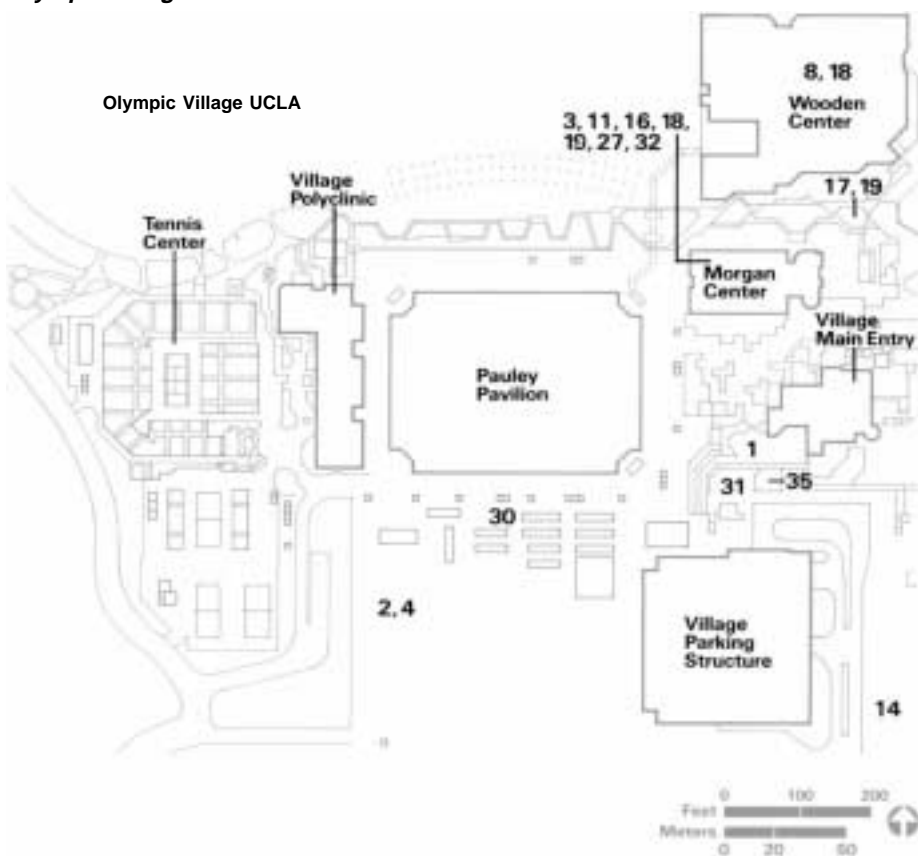 Olympic Village UCLA
8, 18
Wooden
Center
3, 11, 16, 18,
19, 27, 32
17, 19
Village
Polyclinic
Tennis
Center
Morgan
Center
Village
Main Entry
Pauley
Pavilion
1
31
35
30
2, 4
Village
Parking
Structure
14
0 100 200
Feet
Meters
0 20 50